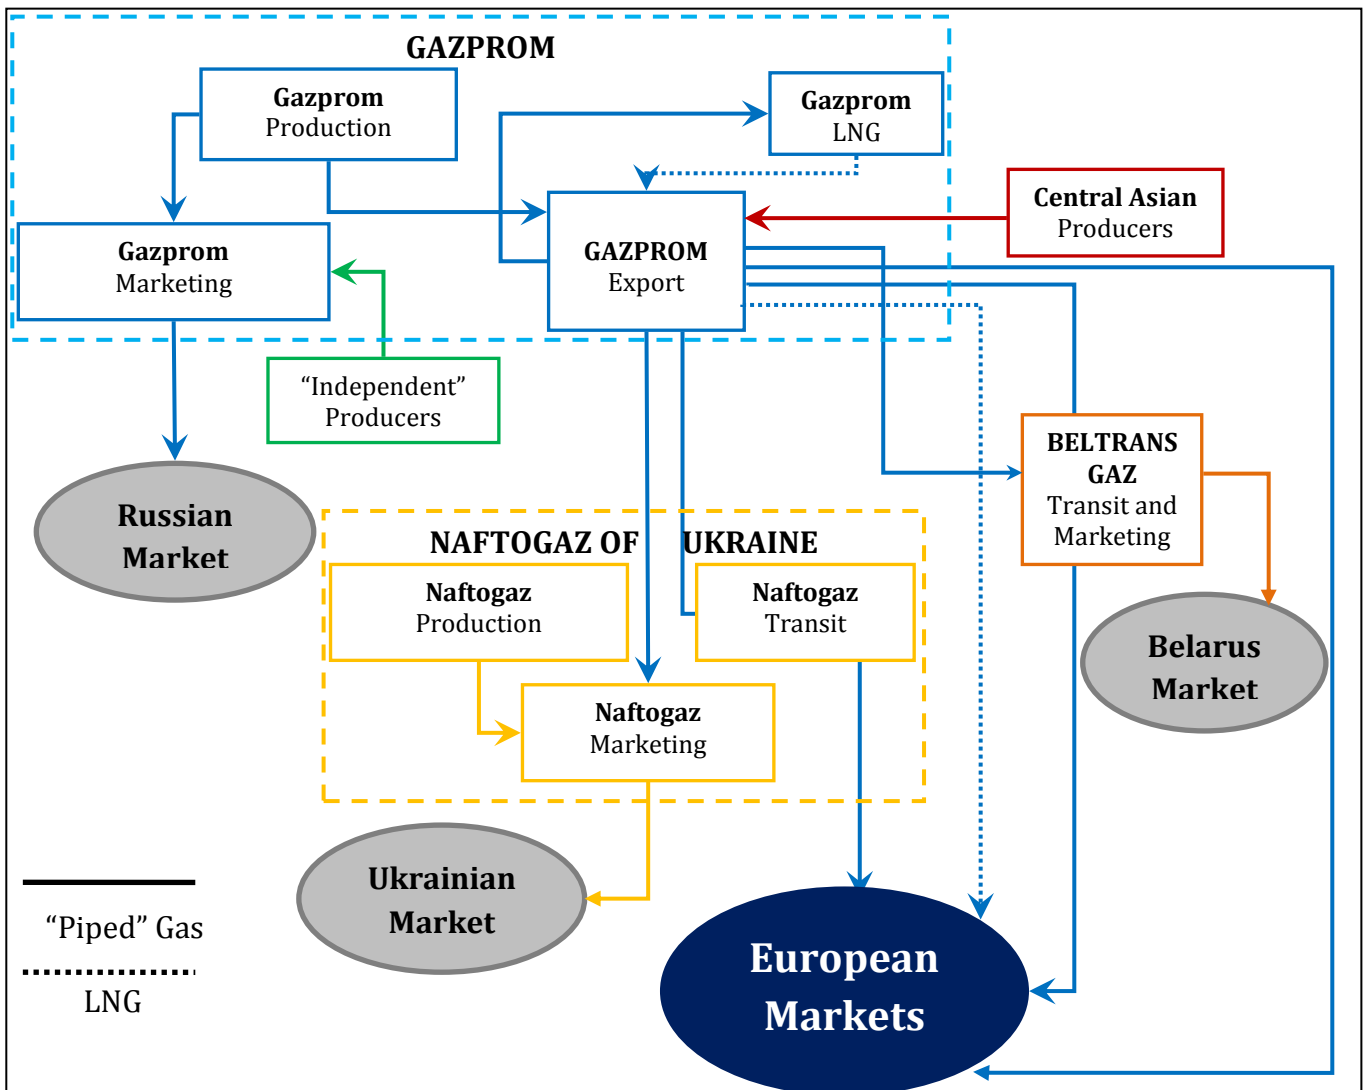 GAZPROM
Gazprom
Production
Gazprom
LNG
Central Asian
Producers
Gazprom
Marketing
GAZPROM
Export
“Independent”
Producers
BELTRANS
GAZ
Transit and
Marketing
Russian
Market
NAFTOGAZ OF UKRAINE
Naftogaz
Production
Naftogaz
Transit
Belarus
Market
Naftogaz
Marketing
Ukrainian
Market
“Piped” Gas
LNG
European
Markets